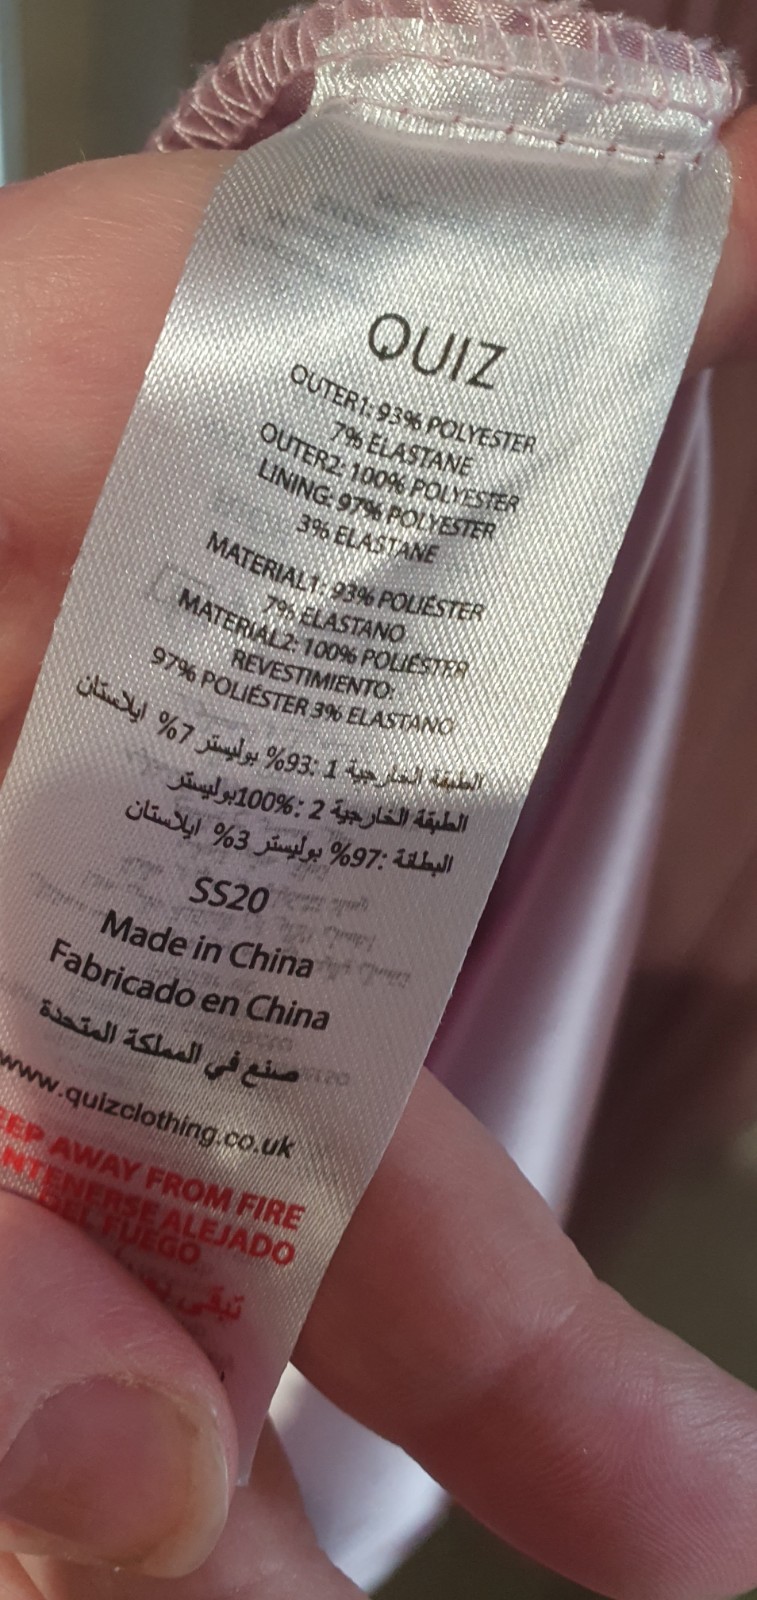 QUIZ
OUTER1: 93% POLYESTER
7% ELASTANE
OUTER2: 100% POLYESTER
LINING: 97% POLYESTER
3% ELASTANE
MATERIAL1: 93% POLIÉSTER
7% ELASTANO
MATERIAL2: 100% POLIÉSTER
REVESTIMIENTO:
97% POLIÉSTER 3% ELASTANO
الطبقة الخارجية 1 :93% بوليستر 7% ايلاستان
الطبقة الخارجية 2 :100%بوليستر
البطانة :97% بوليستر 3% ايلاستان
SS20
Made in China
Fabricado en China
صنع في المملكة المتحدة
www.quizclothing.co.uk
EEP AWAY FROM FIRE
NTENERSE ALEJADO
DEL FUEGO
تبقى